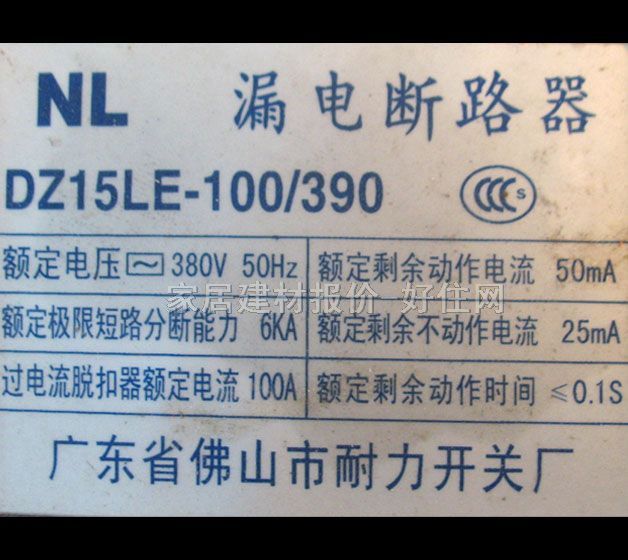 NL 漏电断路器
DZ15LE-100/390 CCC S
额定电压 380V 50Hz 额定剩余动作电流 50mA
家居建材报价 好住网
额定极限短路分断能力 6KA 额定剩余不动作电流 25mA
过电流脱扣器额定电流 100A 额定剩余动作时间 ≤0.1S
广东省佛山市耐力开关厂